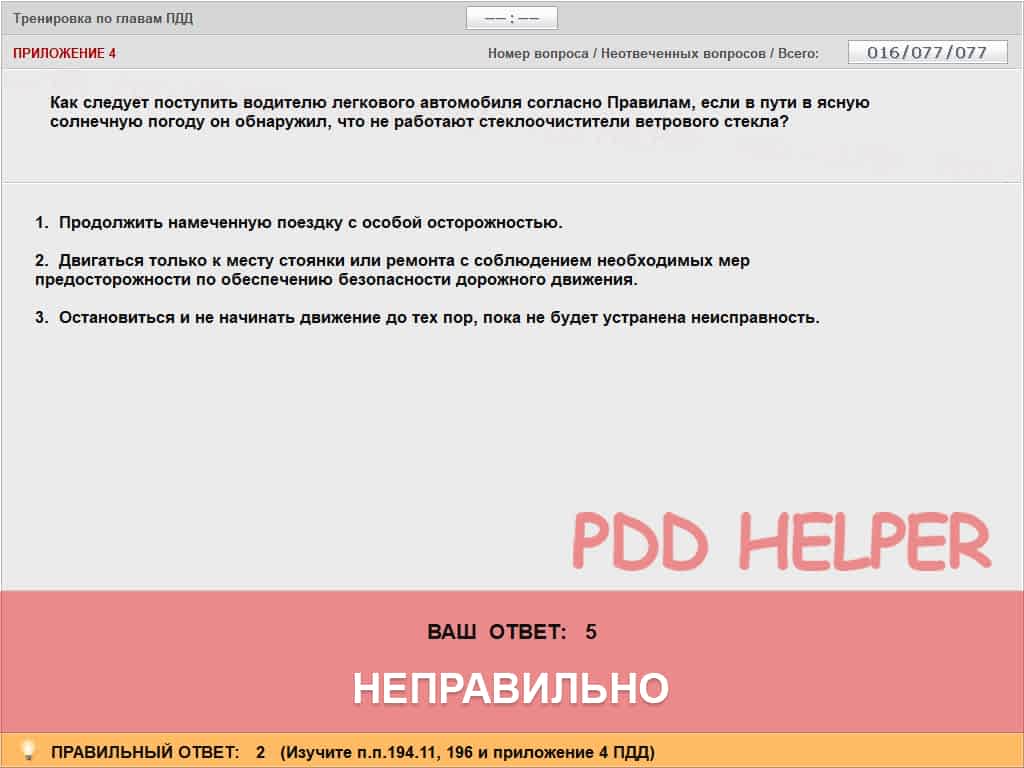 Тренировка по главам ПДД
––:––
ПРИЛОЖЕНИЕ 4
Номер вопроса / Неотвеченных вопросов / Всего:
016/077/077
Как следует поступить водителю легкового автомобиля согласно Правилам, если в пути в ясную
солнечную погоду он обнаружил, что не работают стеклоочистители ветрового стекла?
1. Продолжить намеченную поездку с особой осторожностью.
2. Двигаться только к месту стоянки или ремонта с соблюдением необходимых мер
предосторожности по обеспечению безопасности дорожного движения.
3. Остановиться и не начинать движение до тех пор, пока не будет устранена неисправность.
PDD HELPER
ВАШ ОТВЕТ: 5
НЕПРАВИЛЬНО
ПРАВИЛЬНЫЙ ОТВЕТ: 2 (Изучите п.п.194.11, 196 и приложение 4 ПДД)